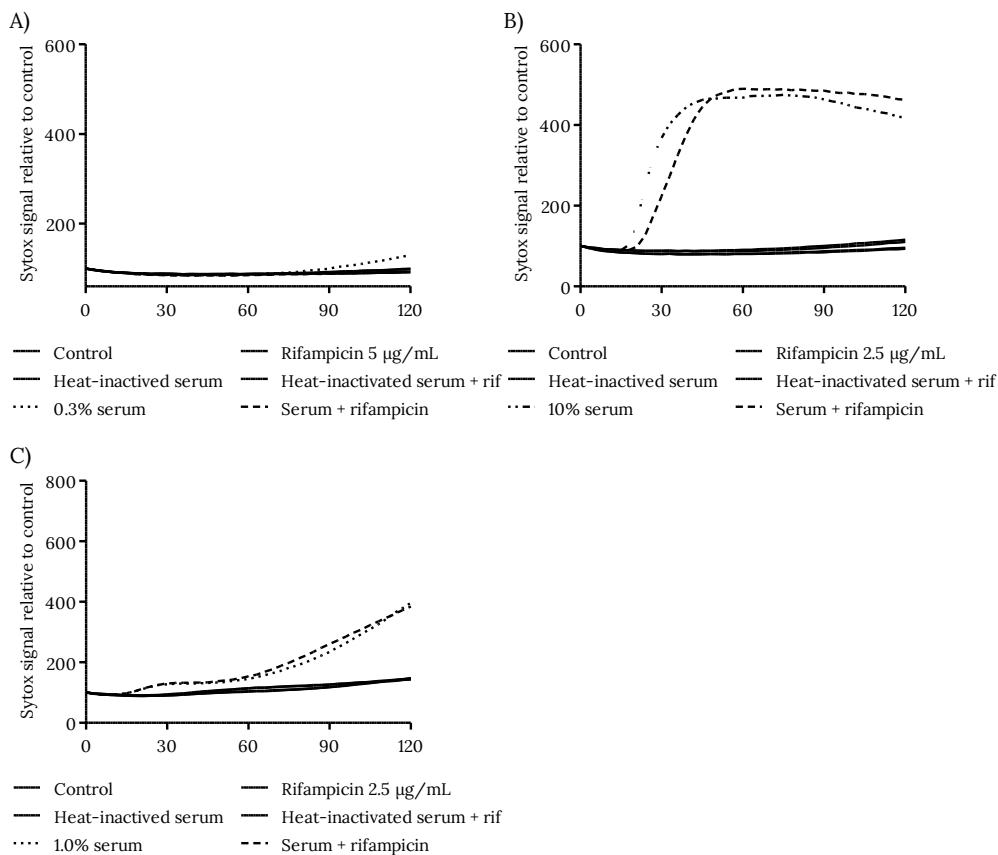 A)
Sytox signal relative to control
600
400
200
0 30 60 90 120
Control
Heat-inactived serum
0.3% serum
Rifampicin 5 µg/mL
Heat-inactivated serum + rif
Serum + rifampicin
B)
Sytox signal relative to control
600
400
200
0
0 30 60 90 120
Control
Heat-inactived serum
10% serum
Rifampicin 2.5 µg/mL
Heat-inactivated serum + rif
Serum + rifampicin
C)
Sytox signal relative to control
800
600
400
200
0
0 30 60 90 120
Control
Heat-inactived serum
1.0% serum
Rifampicin 2.5 µg/mL
Heat-inactivated serum + rif
Serum + rifampicin